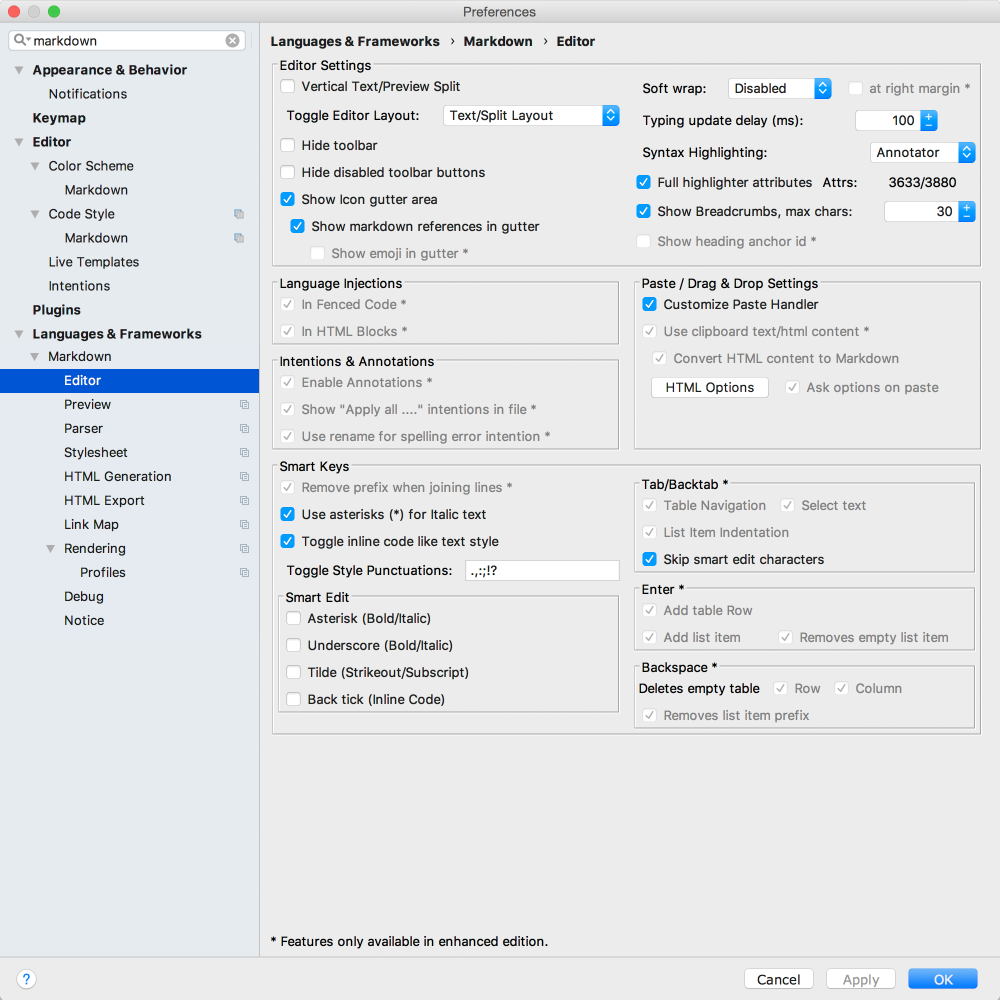 Preferences
markdown
Appearance & Behavior
Notifications
Keymap
Editor
Color Scheme
Markdown
Code Style
Markdown
Live Templates
Intentions
Plugins
Languages & Frameworks
Markdown
Editor
Preview
Parser
Stylesheet
HTML Generation
HTML Export
Link Map
Rendering
Profiles
Debug
Notice
Languages & Frameworks › Markdown › Editor
Editor Settings
Vertical Text/Preview Split
Toggle Editor Layout: Text/Split Layout
Hide toolbar
Hide disabled toolbar buttons
Show Icon gutter area
Show markdown references in gutter
Show emoji in gutter *
Soft wrap: Disabled at right margin *
Typing update delay (ms): 100
Syntax Highlighting: Annotator
Full highlighter attributes Attrs: 3633/3880
Show Breadcrumbs, max chars: 30
Show heading anchor id *
Language Injections
In Fenced Code *
In HTML Blocks *
Paste / Drag & Drop Settings
Customize Paste Handler
Use clipboard text/html content *
Convert HTML content to Markdown
HTML Options Ask options on paste
Intentions & Annotations
Enable Annotations *
Show "Apply all ...." intentions in file *
Use rename for spelling error intention *
Smart Keys
Remove prefix when joining lines *
Use asterisks (*) for Italic text
Toggle inline code like text style
Toggle Style Punctuations: .,:;!?
Smart Edit
Asterisk (Bold/Italic)
Underscore (Bold/Italic)
Tilde (Strikeout/Subscript)
Back tick (Inline Code)
Tab/Backtab *
Table Navigation Select text
List Item Indentation
Skip smart edit characters
Enter *
Add table Row
Add list item Removes empty list item
Backspace *
Deletes empty table Row Column
Removes list item prefix
* Features only available in enhanced edition.
? Cancel Apply OK